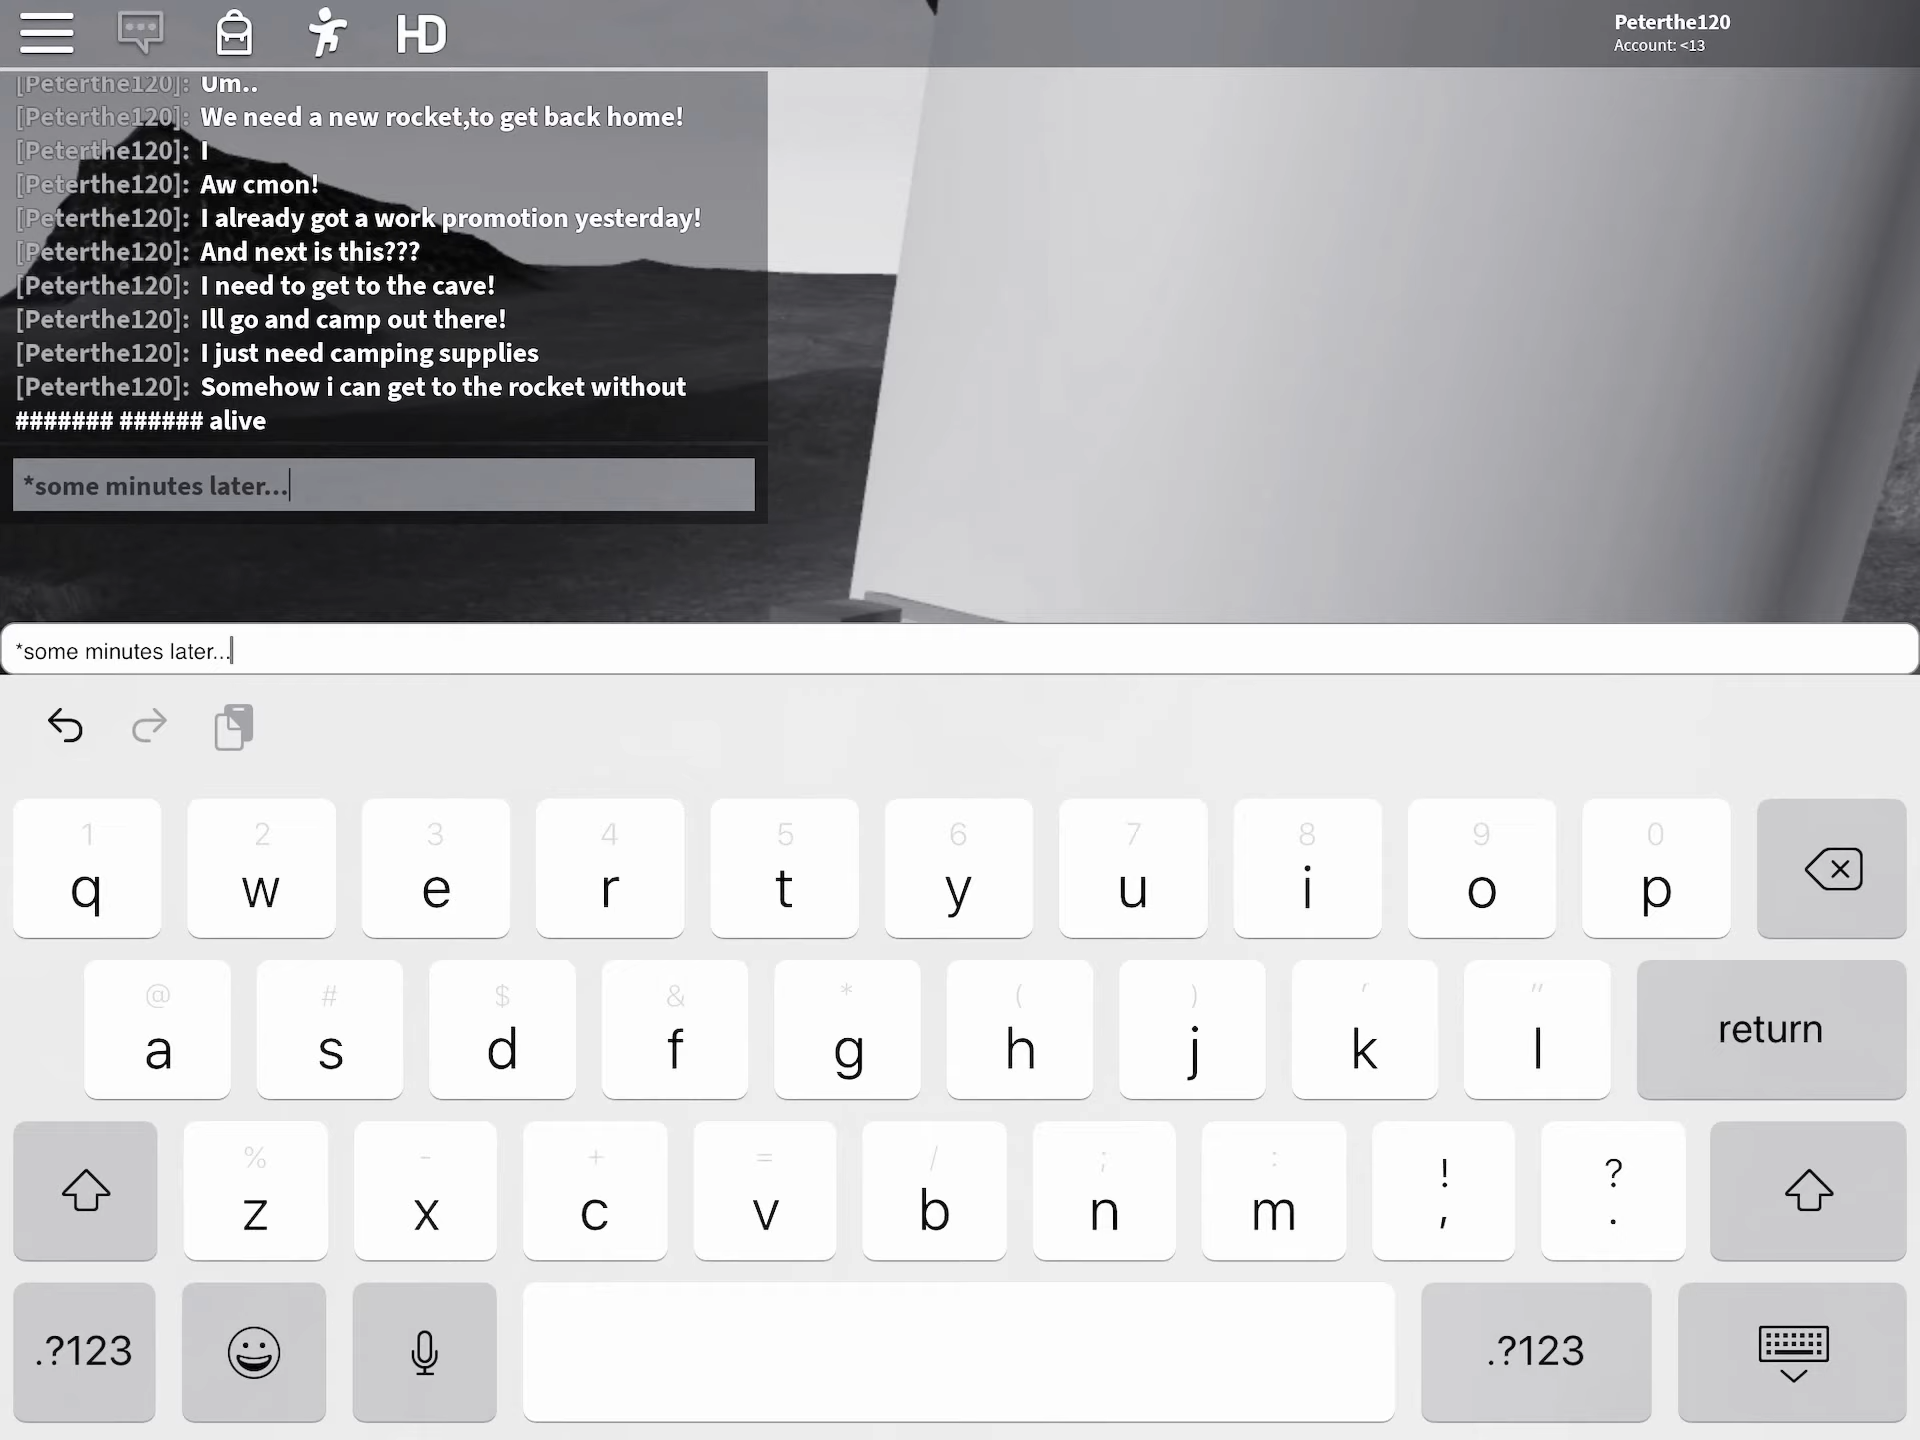 HD
Peterthe120
Account: <13
[Peterthe120]: Um..
[Peterthe120]: We need a new rocket,to get back home!
[Peterthe120]: I
[Peterthe120]: Aw cmon!
[Peterthe120]: I already got a work promotion yesterday!
[Peterthe120]: And next is this???
[Peterthe120]: I need to get to the cave!
[Peterthe120]: Ill go and camp out there!
[Peterthe120]: I just need camping supplies
[Peterthe120]: Somehow i can get to the rocket without
####### ###### alive
*some minutes later...
*some minutes later...
1 2 3 4 5 6 7 8 9 0
q w e r t y u i o p
@ # $ & * ( ) ' "
a s d f g h j k l return
% - + = / ; : ! ?
z x c v b n m , .
.?123 .?123